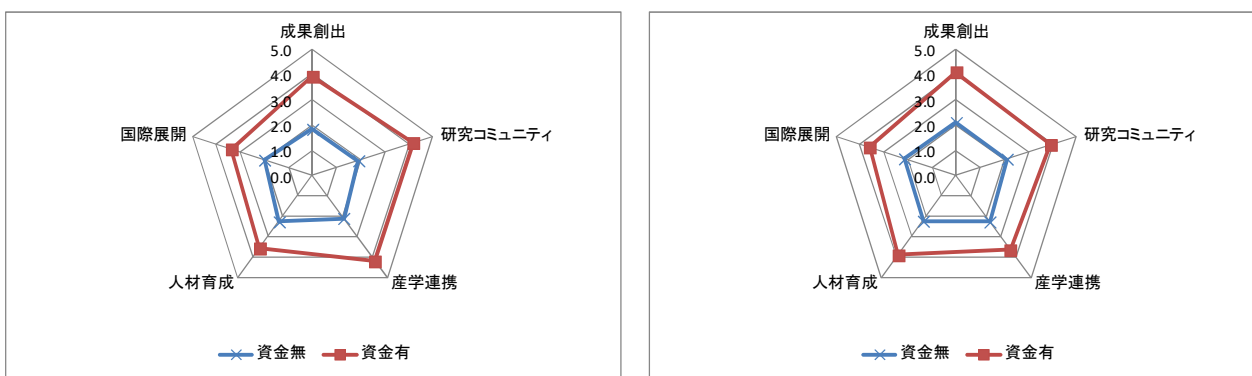 成果創出
5.0
4.0
3.0
2.0
1.0
0.0
国際展開
研究コミュニティ
人材育成
産学連携
資金無 資金有
成果創出
5.0
4.0
3.0
2.0
1.0
0.0
国際展開
研究コミュニティ
人材育成
産学連携
資金無 資金有